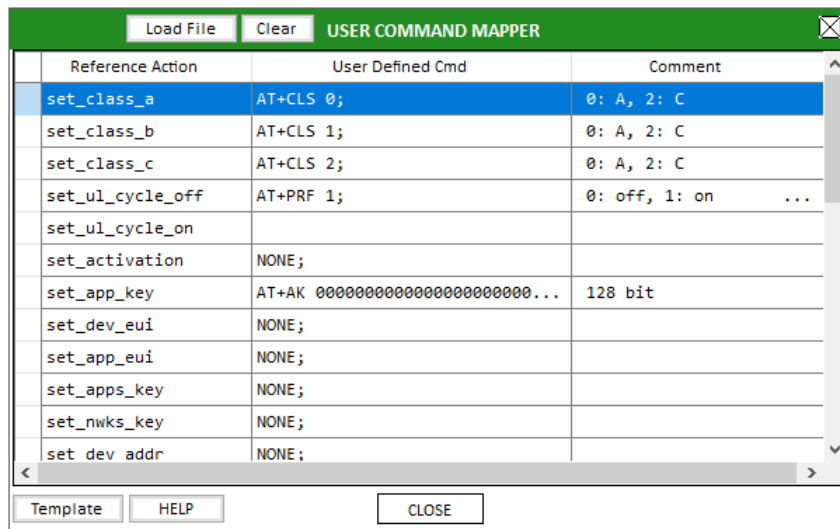 Load File Clear USER COMMAND MAPPER
Reference Action User Defined Cmd Comment
set_class_a AT+CLS 0; 0: A, 2: C
set_class_b AT+CLS 1; 0: A, 2: C
set_class_c AT+CLS 2; 0: A, 2: C
set_ul_cycle_off AT+PRF 1; 0: off, 1: on ...
set_ul_cycle_on
set_activation NONE;
set_app_key AT+AK 0000000000000000000000... 128 bit
set_dev_eui NONE;
set_app_eui NONE;
set_apps_key NONE;
set_nwks_key NONE;
set_dev_addr NONE;
Template HELP CLOSE